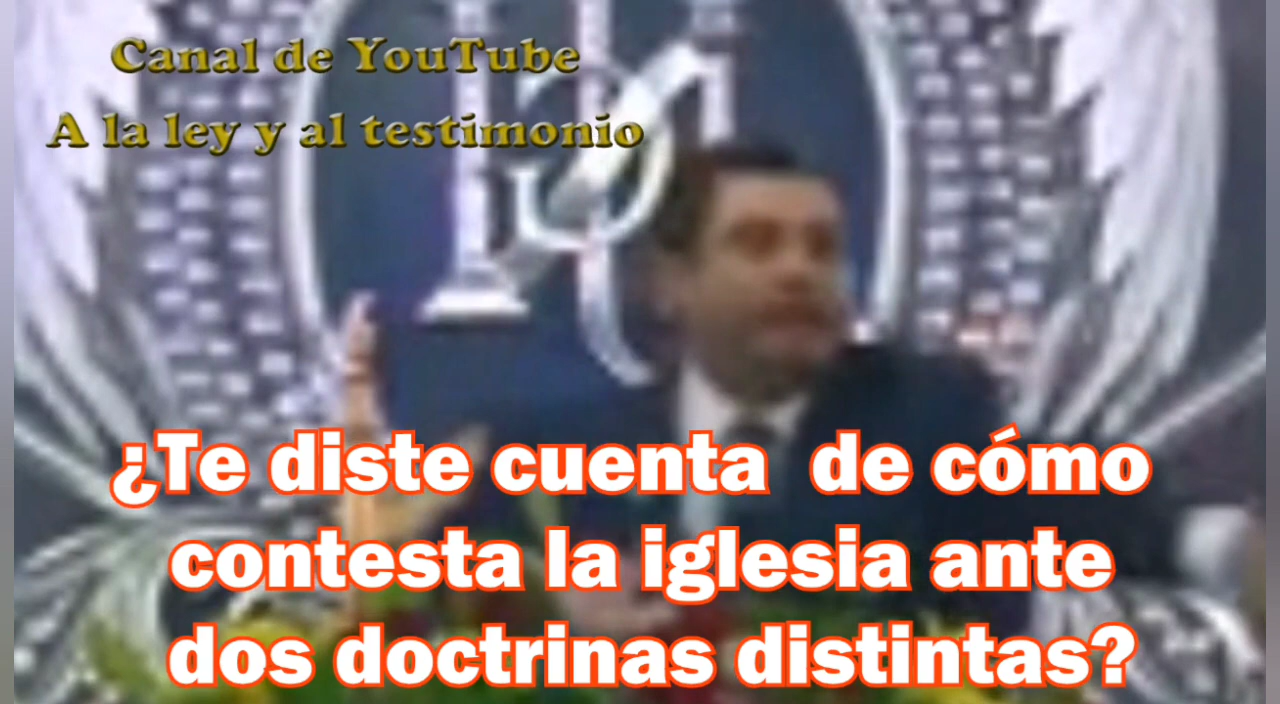 Canal de YouTube
A la ley y al testimonio
¿Te diste cuenta de cómo
contesta la iglesia ante
dos doctrinas distintas?